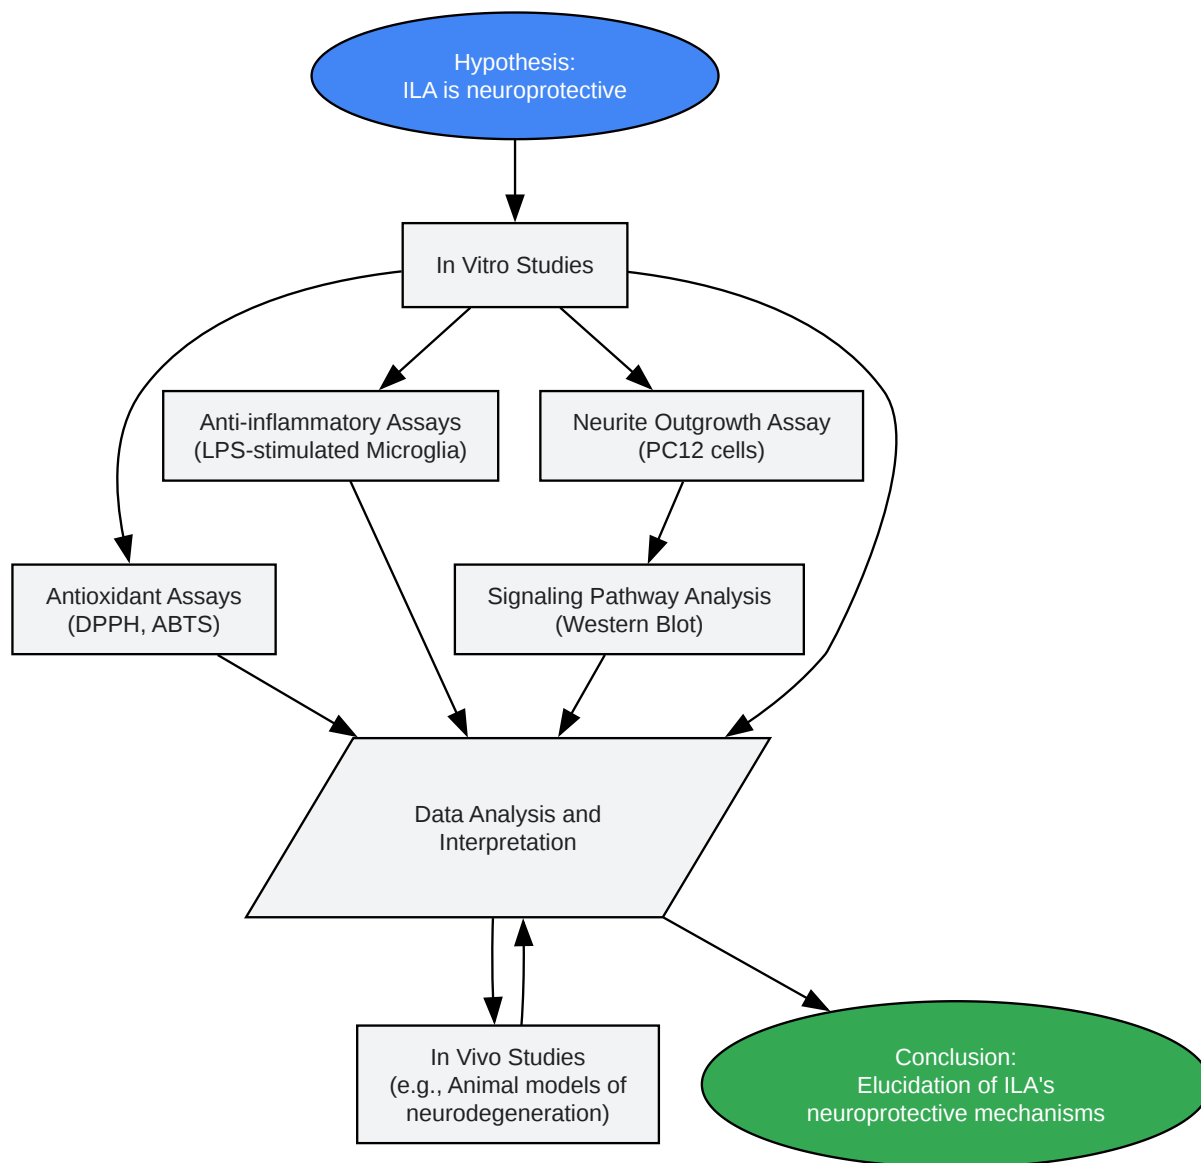 Hypothesis:
ILA is neuroprotective
In Vitro Studies
Anti-inflammatory Assays
(LPS-stimulated Microglia)
Neurite Outgrowth Assay
(PC12 cells)
Antioxidant Assays
(DPPH, ABTS)
Signaling Pathway Analysis
(Western Blot)
Data Analysis and
Interpretation
In Vivo Studies
(e.g., Animal models of
neurodegeneration)
Conclusion:
Elucidation of ILA's
neuroprotective mechanisms